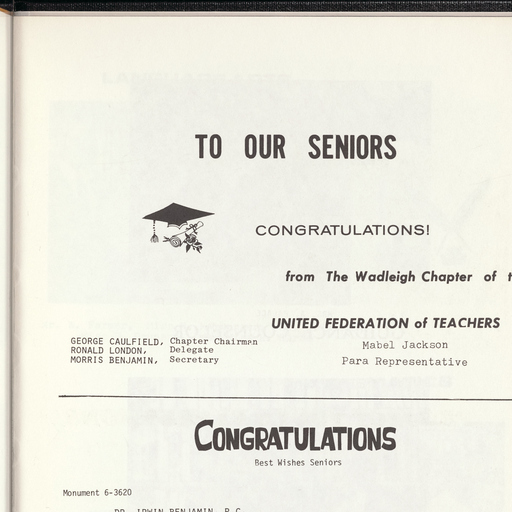 TO OUR SENIORS
CONGRATULATIONS!
from The Wadleigh Chapter of
UNITED FEDERATION of TEACHERS
GEORGE CAULFIELD, Chapter Chairman
RONALD LONDON, Delegate
MORRIS BENJAMIN, Secretary
Mabel Jackson
Para Representative
CONGRATULATIONS
Best Wishes Seniors
Monument 6-3620
DR. IRWIN BENJAMIN, P.C.